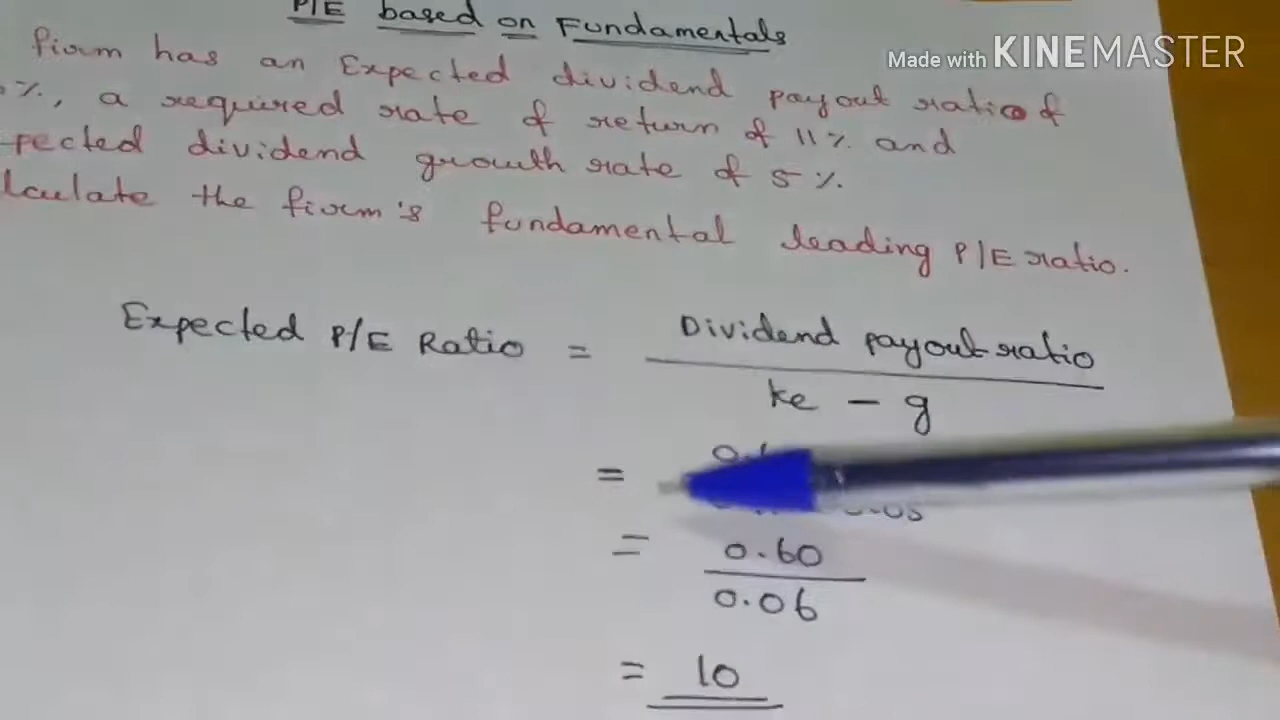 P/E based on Fundamentals
Made with KINEMASTER
firm has an Expected dividend payout ratio of
%, a required rate of return of 11% and
pected dividend growth rate of 5%.
lculate the firm's fundamental leading P/E ratio.
Expected P/E Ratio = Dividend payout ratio
ke - g
=
= 0.60
0.06
= 10